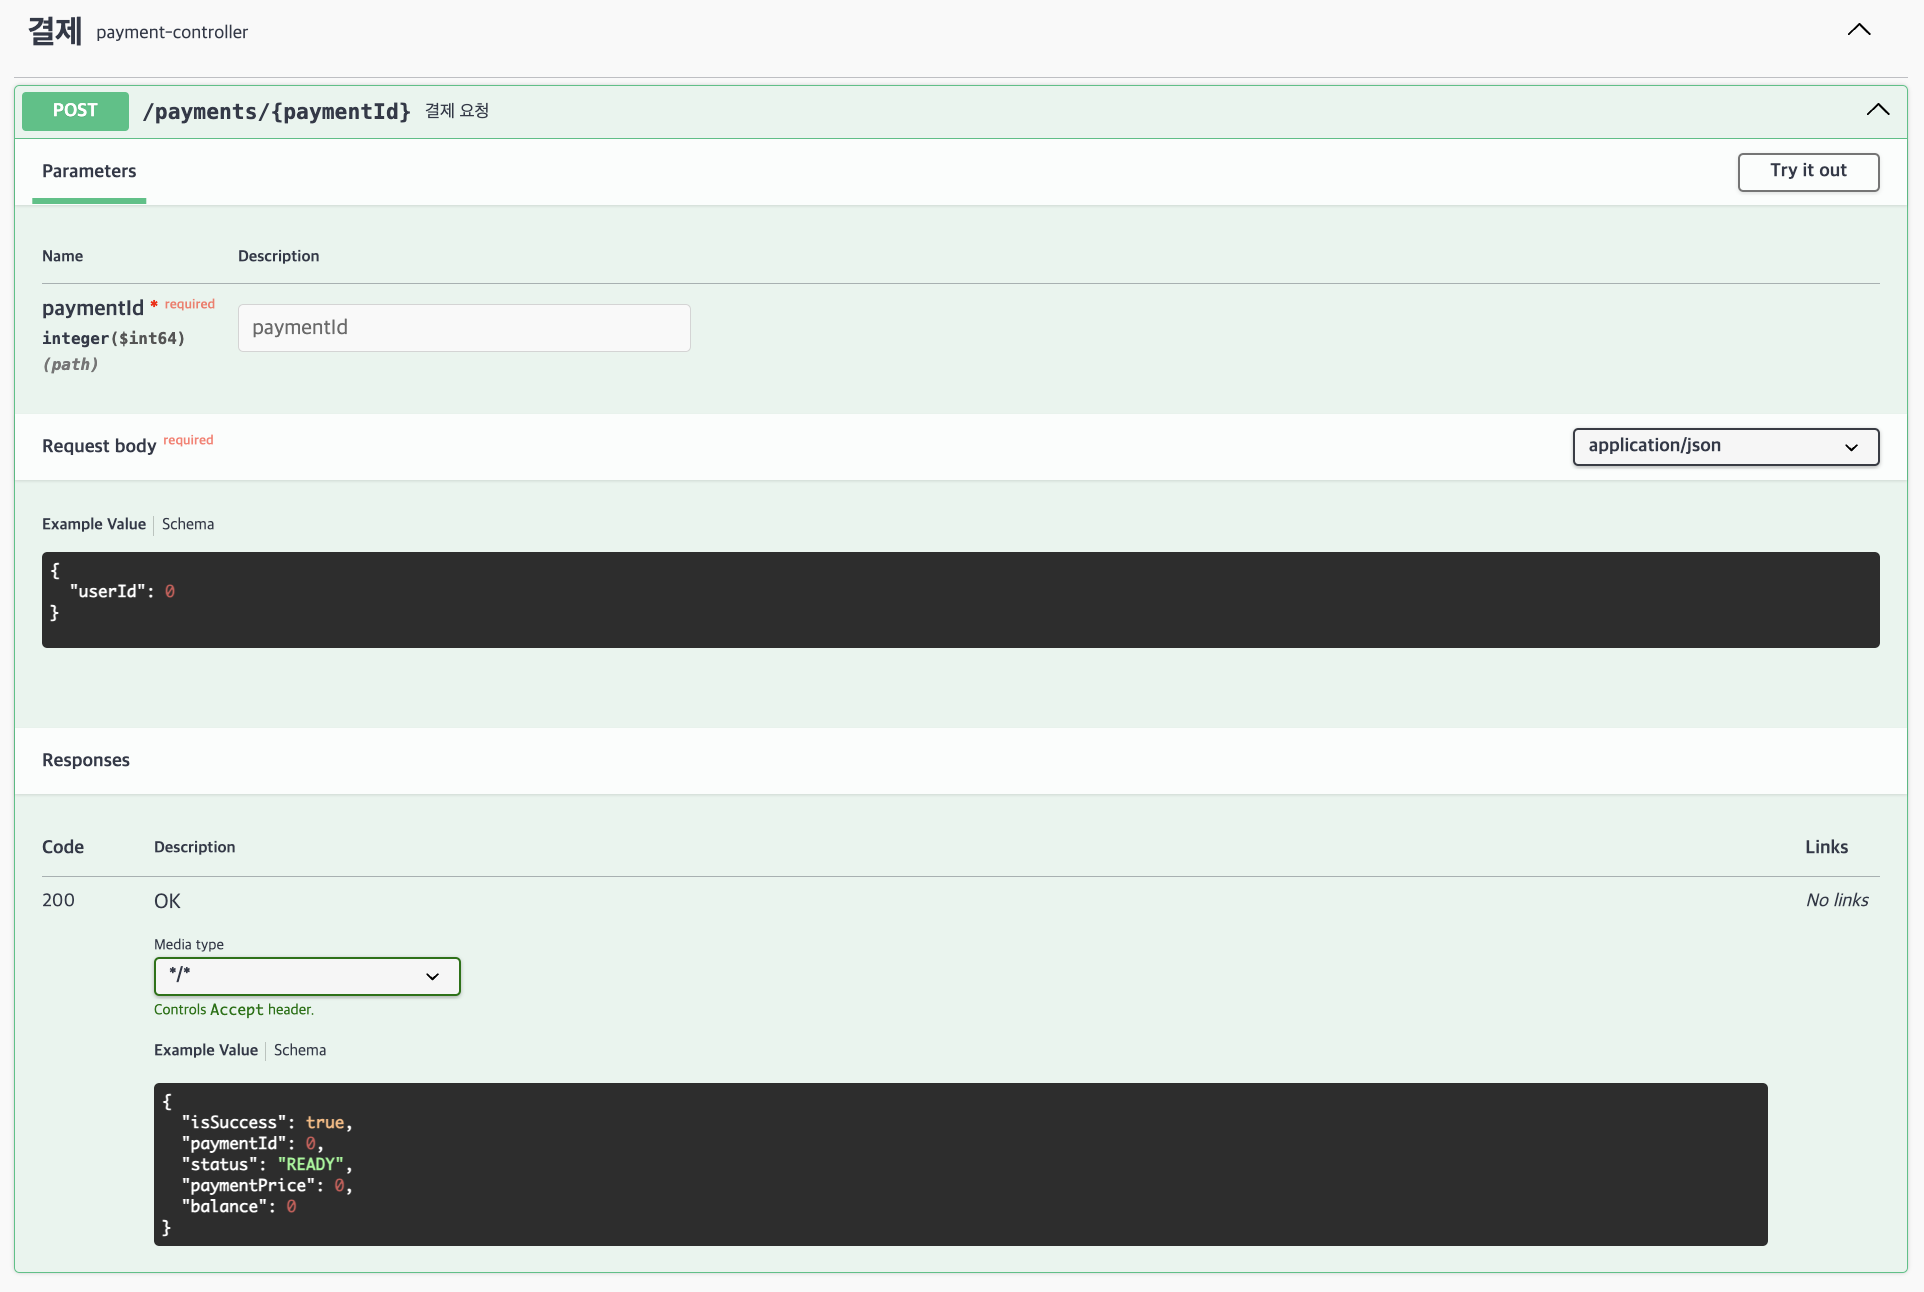 결제 payment-controller
POST /payments/{paymentId} 결제 요청
Parameters Try it out
Name Description
paymentId * required
integer($int64)
(path)
paymentId
Request body required application/json
Example Value Schema
{
"userId": 0
}
Responses
Code Description Links
200 OK No links
Media type
*/*
Controls Accept header.
Example Value Schema
{
"isSuccess": true,
"paymentId": 0,
"status": "READY",
"paymentPrice": 0,
"balance": 0
}